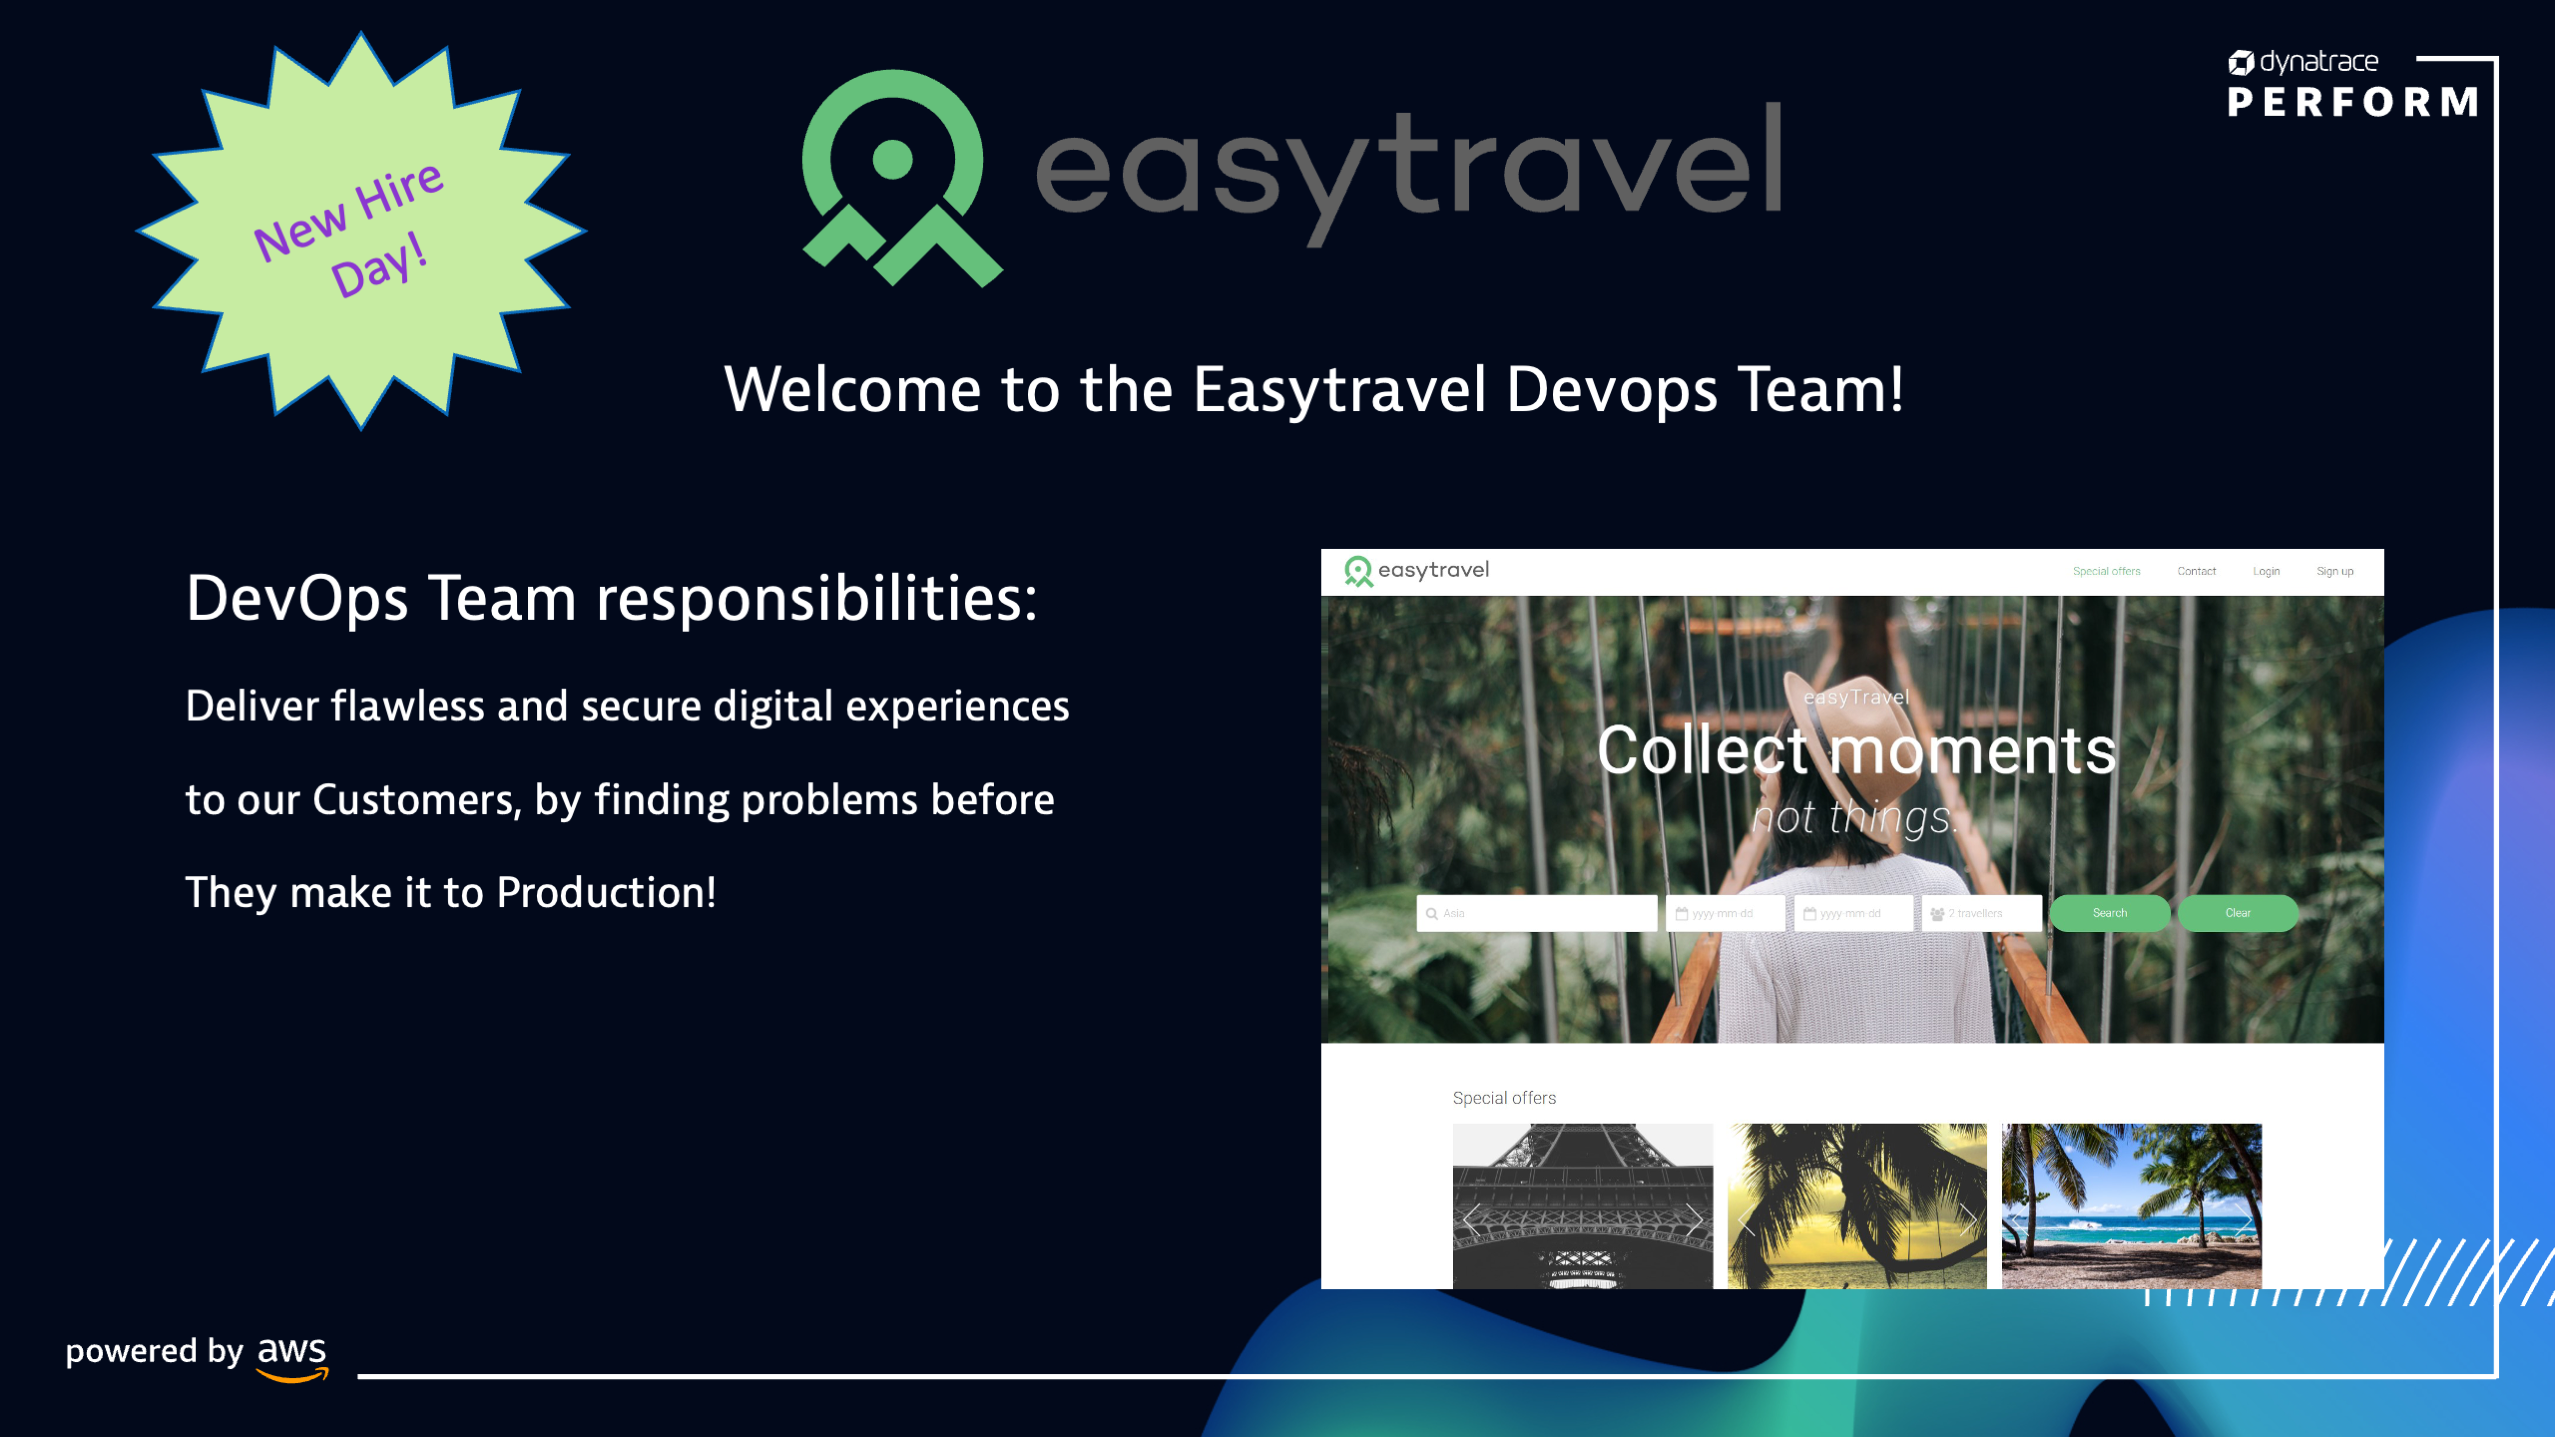 New Hire
Day!
easytravel
dynatrace
PERFORM
Welcome to the Easytravel Devops Team!
DevOps Team responsibilities:
Deliver flawless and secure digital experiences
to our Customers, by finding problems before
They make it to Production!
easytravel
Special offers Contact Login Sign up
easyTravel
Collect moments
not things.
Asia yyyy-mm-dd yyyy-mm-dd 2 travellers Search Clear
Special offers
powered by aws